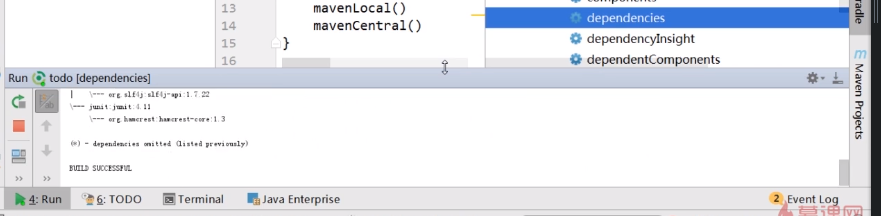 components
13 mavenLocal()
dependencies
14 mavenCentral()
dependencyInsight
15 }
dependentComponents
16
Run todo [dependencies]
| \--- org.slf4j:slf4j-api:1.7.22
\--- junit:junit:4.11
\--- org.hamcrest:hamcrest-core:1.3
(*) - dependencies omitted (listed previously)
BUILD SUCCESSFUL
adle
m
Maven Projects
4: Run 6: TODO Terminal Java Enterprise 2 Event Log
慕课网